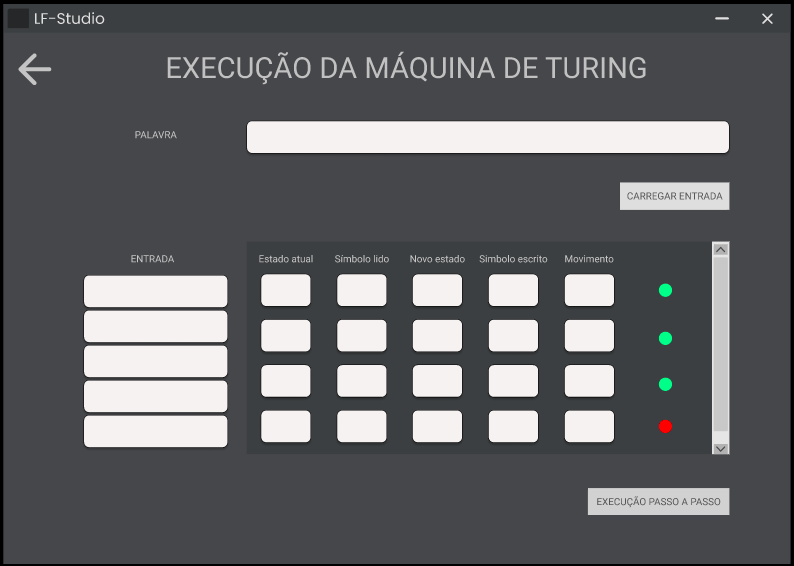 LF-Studio
EXECUÇÃO DA MÁQUINA DE TURING
PALAVRA
CARREGAR ENTRADA
ENTRADA
Estado atual Símbolo lido Novo estado Simbolo escrito Movimento
EXECUÇÃO PASSO A PASSO